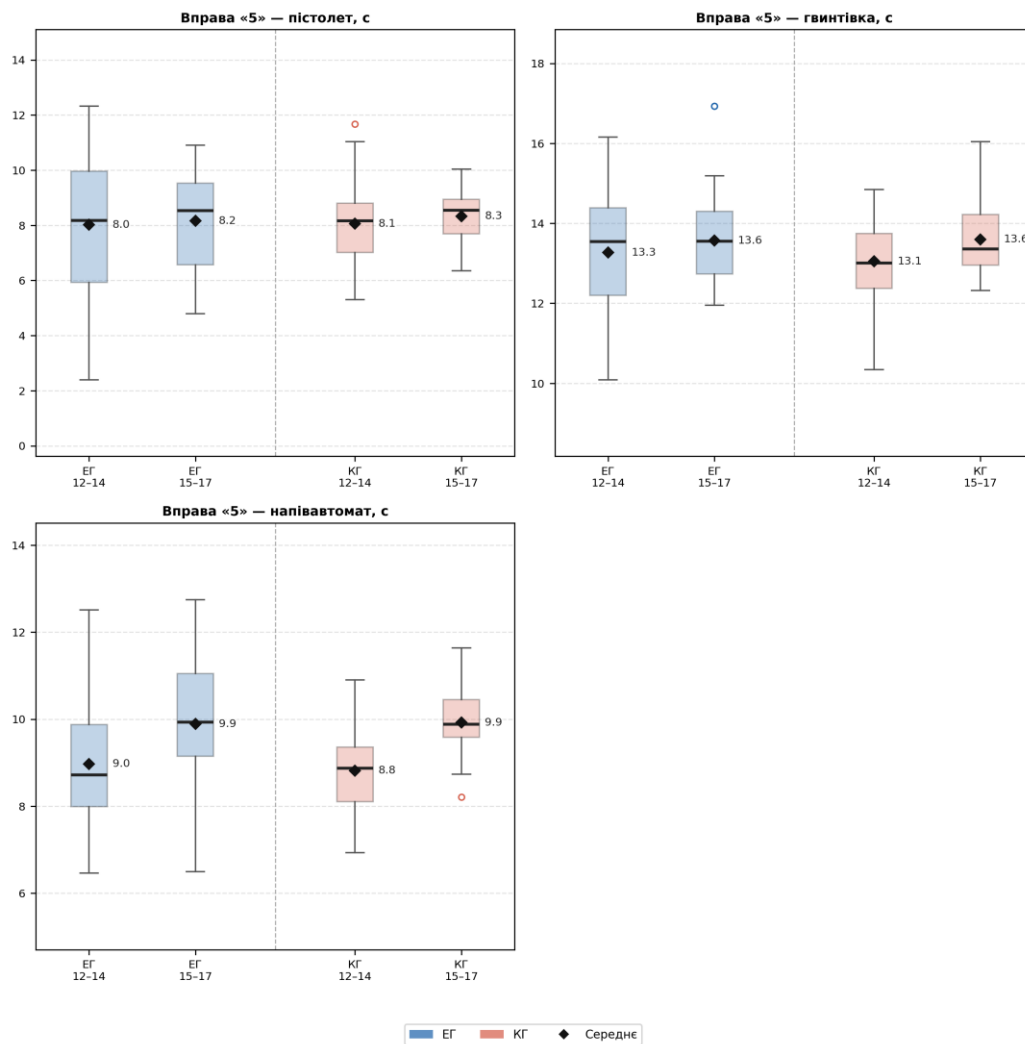 Вправа «5» — пістолет, с
14
12
10
8
6
4
2
0
8.0
8.2
8.1
8.3
ЕГ
12–14
ЕГ
15–17
КГ
12–14
КГ
15–17
Вправа «5» — гвинтівка, с
18
16
14
12
10
13.3
13.6
13.1
13.6
ЕГ
12–14
ЕГ
15–17
КГ
12–14
КГ
15–17
Вправа «5» — напівавтомат, с
14
12
10
8
6
9.0
9.9
8.8
9.9
ЕГ
12–14
ЕГ
15–17
КГ
12–14
КГ
15–17
ЕГ
КГ
Середнє